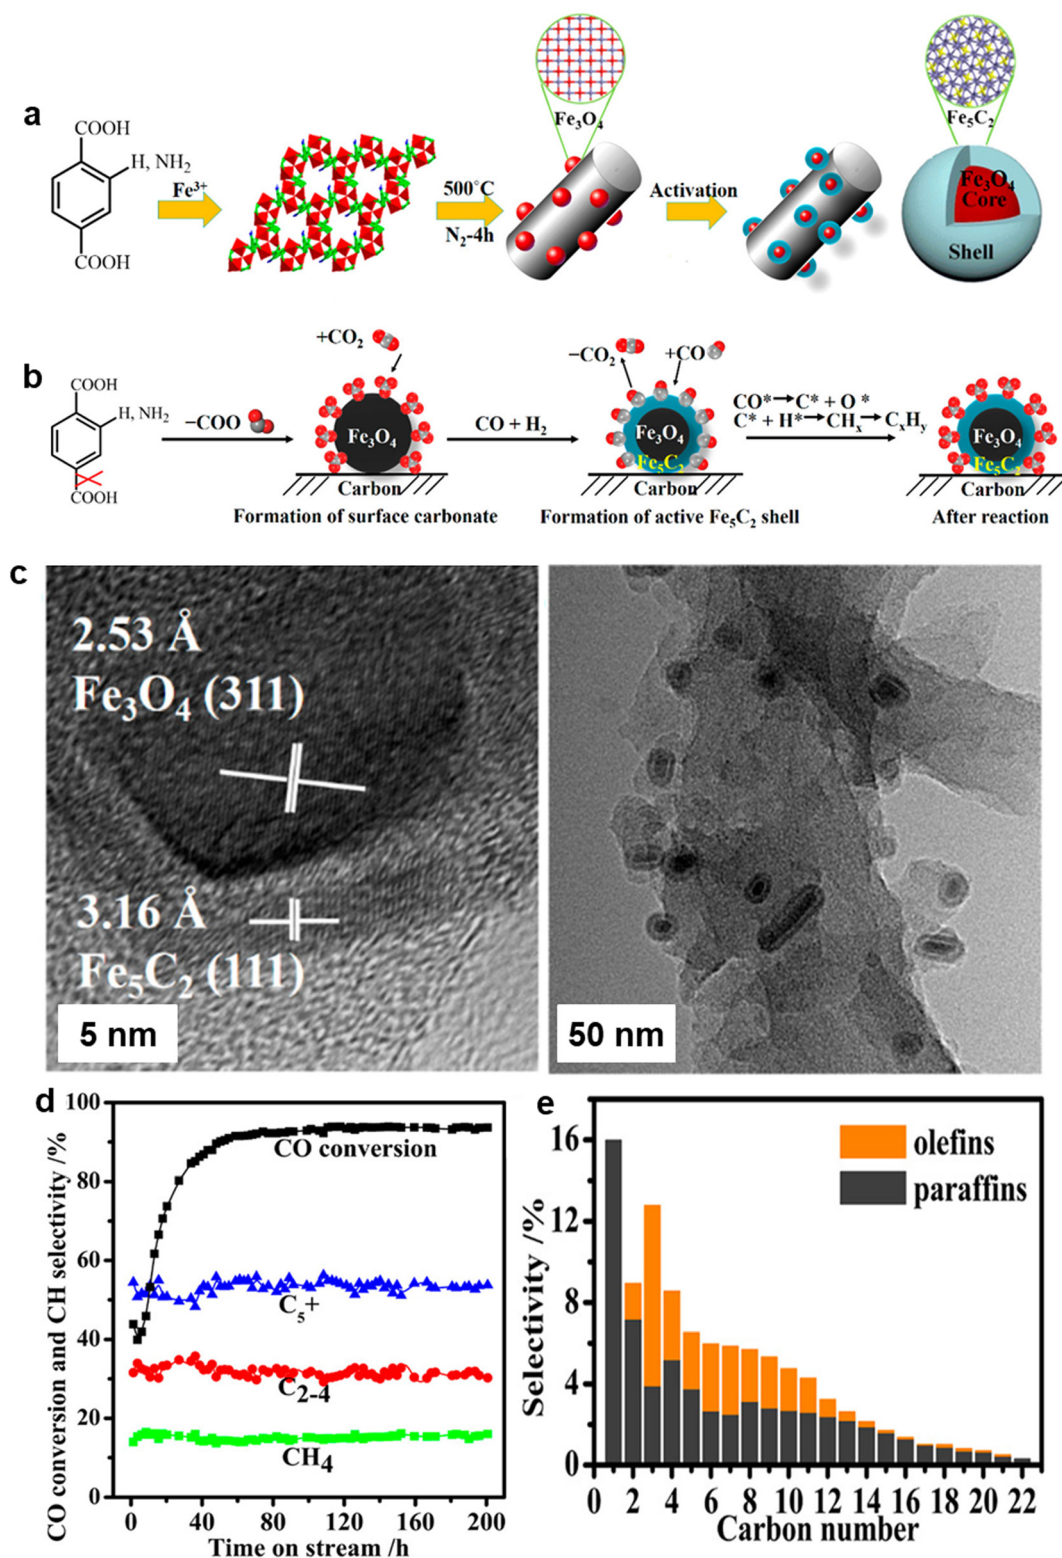 a
COOH
H, NH₂
COOH
Fe³⁺
500°C
N₂-4h
Fe₃O₄
Activation
Fe₅C₂
Fe₃O₄
Core
Shell
b
COOH
H, NH₂
COOH
−COO
+CO₂
Fe₃O₄
Carbon
Formation of surface carbonate
CO + H₂
−CO₂
+CO
Fe₃O₄
Fe₅C₂
Carbon
Formation of active Fe₅C₂ shell
CO*→C* + O *
C* + H*→CHₓ→CₓHᵧ
Fe₃O₄
Fe₅C₂
Carbon
After reaction
c
2.53 Å
Fe₃O₄ (311)
3.16 Å
Fe₅C₂ (111)
5 nm
50 nm
d
CO conversion and CH selectivity /%
100
80
60
40
20
0
CO conversion
C₅+
C₂₋₄
CH₄
0 40 80 120 160 200
Time on stream /h
e
Selectivity /%
16
12
8
4
0
olefins
paraffins
0 2 4 6 8 10 12 14 16 18 20 22
Carbon number